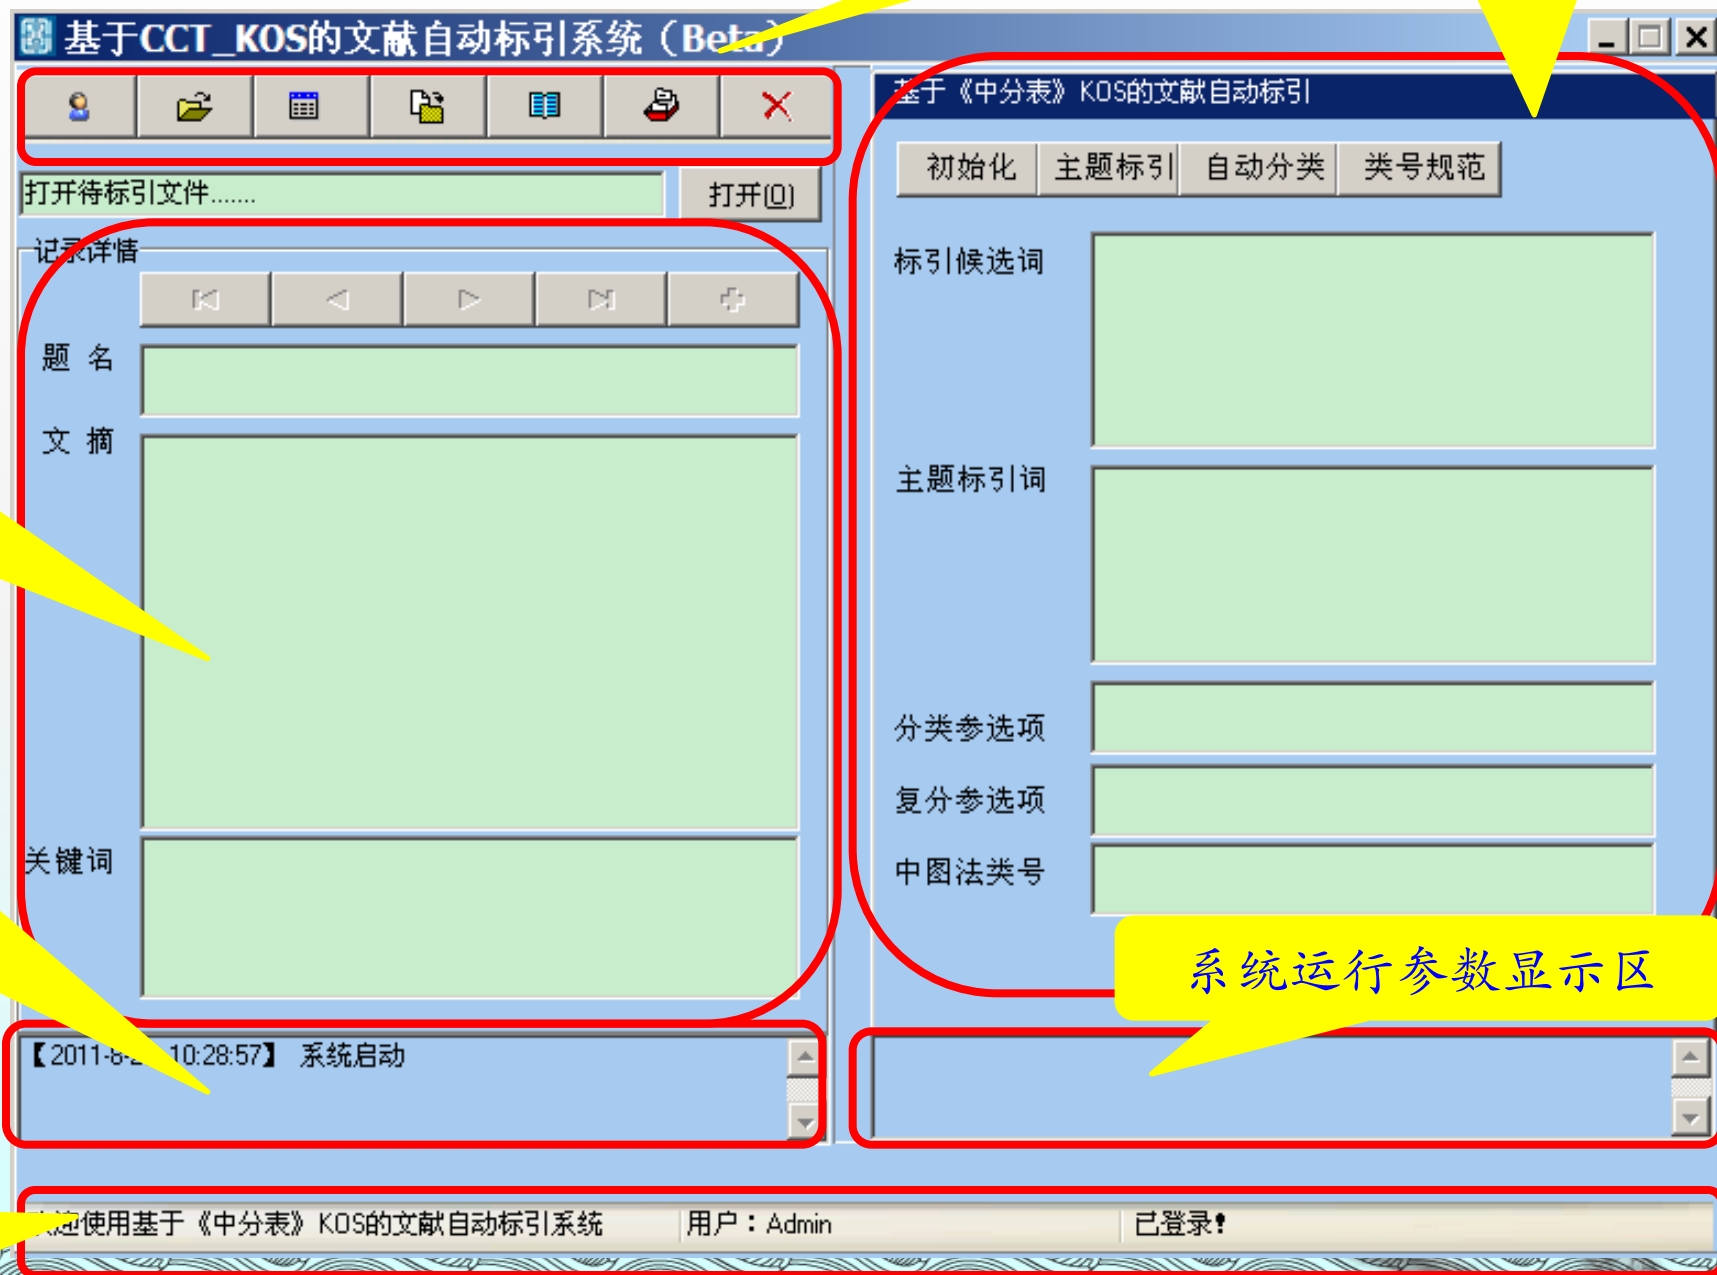 基于CCT_KOS的文献自动标引系统（Beta）
基于《中分表》KOS的文献自动标引
初始化 主题标引 自动分类 类号规范
打开待标引文件.......
打开(O)
记录详情
题 名
文 摘
关键词
标引候选词
主题标引词
分类参选项
复分参选项
中图法类号
系统运行参数显示区
【2011-8-2 10:28:57】 系统启动
迎使用基于《中分表》KOS的文献自动标引系统
用户：Admin
已登录！